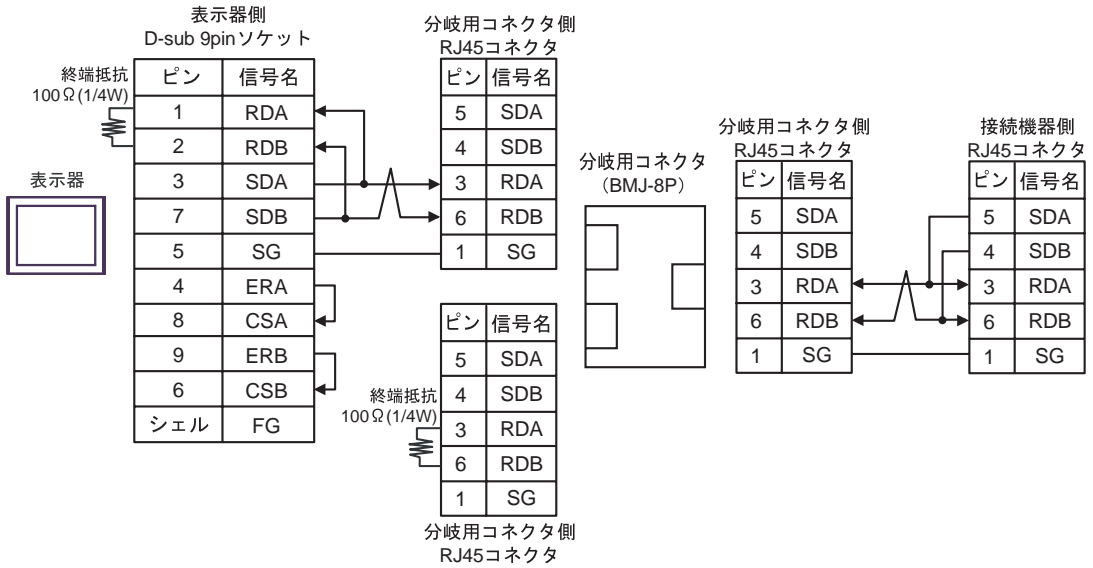 表示器側
D-sub 9pinソケット
終端抵抗
100Ω(1/4W)
ピン 信号名
1 RDA
2 RDB
3 SDA
7 SDB
5 SG
4 ERA
8 CSA
9 ERB
6 CSB
シェル FG
表示器
分岐用コネクタ側
RJ45コネクタ
ピン 信号名
5 SDA
4 SDB
3 RDA
6 RDB
1 SG
終端抵抗
100Ω(1/4W)
ピン 信号名
5 SDA
4 SDB
3 RDA
6 RDB
1 SG
分岐用コネクタ側
RJ45コネクタ
分岐用コネクタ
（BMJ-8P）
分岐用コネクタ側
RJ45コネクタ
ピン 信号名
5 SDA
4 SDB
3 RDA
6 RDB
1 SG
接続機器側
RJ45コネクタ
ピン 信号名
5 SDA
4 SDB
3 RDA
6 RDB
1 SG